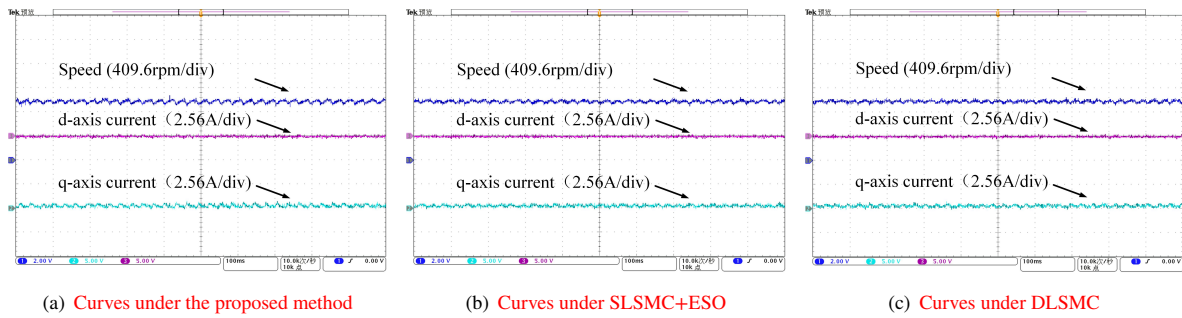 Tek 预览
Speed (409.6rpm/div)
d-axis current（2.56A/div)
q-axis current（2.56A/div)
1 2.00 V 2 5.00 V 3 5.00 V 100ms 10.0k次/秒 1 0.00 V
10k 点
(a) Curves under the proposed method
Tek 预览
Speed (409.6rpm/div)
d-axis current（2.56A/div)
q-axis current（2.56A/div)
1 2.00 V 2 5.00 V 3 5.00 V 100ms 10.0k次/秒 1 0.00 V
10k 点
(b) Curves under SLSMC+ESO
Tek 预览
Speed (409.6rpm/div)
d-axis current（2.56A/div)
q-axis current（2.56A/div)
1 2.00 V 2 5.00 V 3 5.00 V 100ms 10.0k次/秒 1 0.00 V
10k 点
(c) Curves under DLSMC